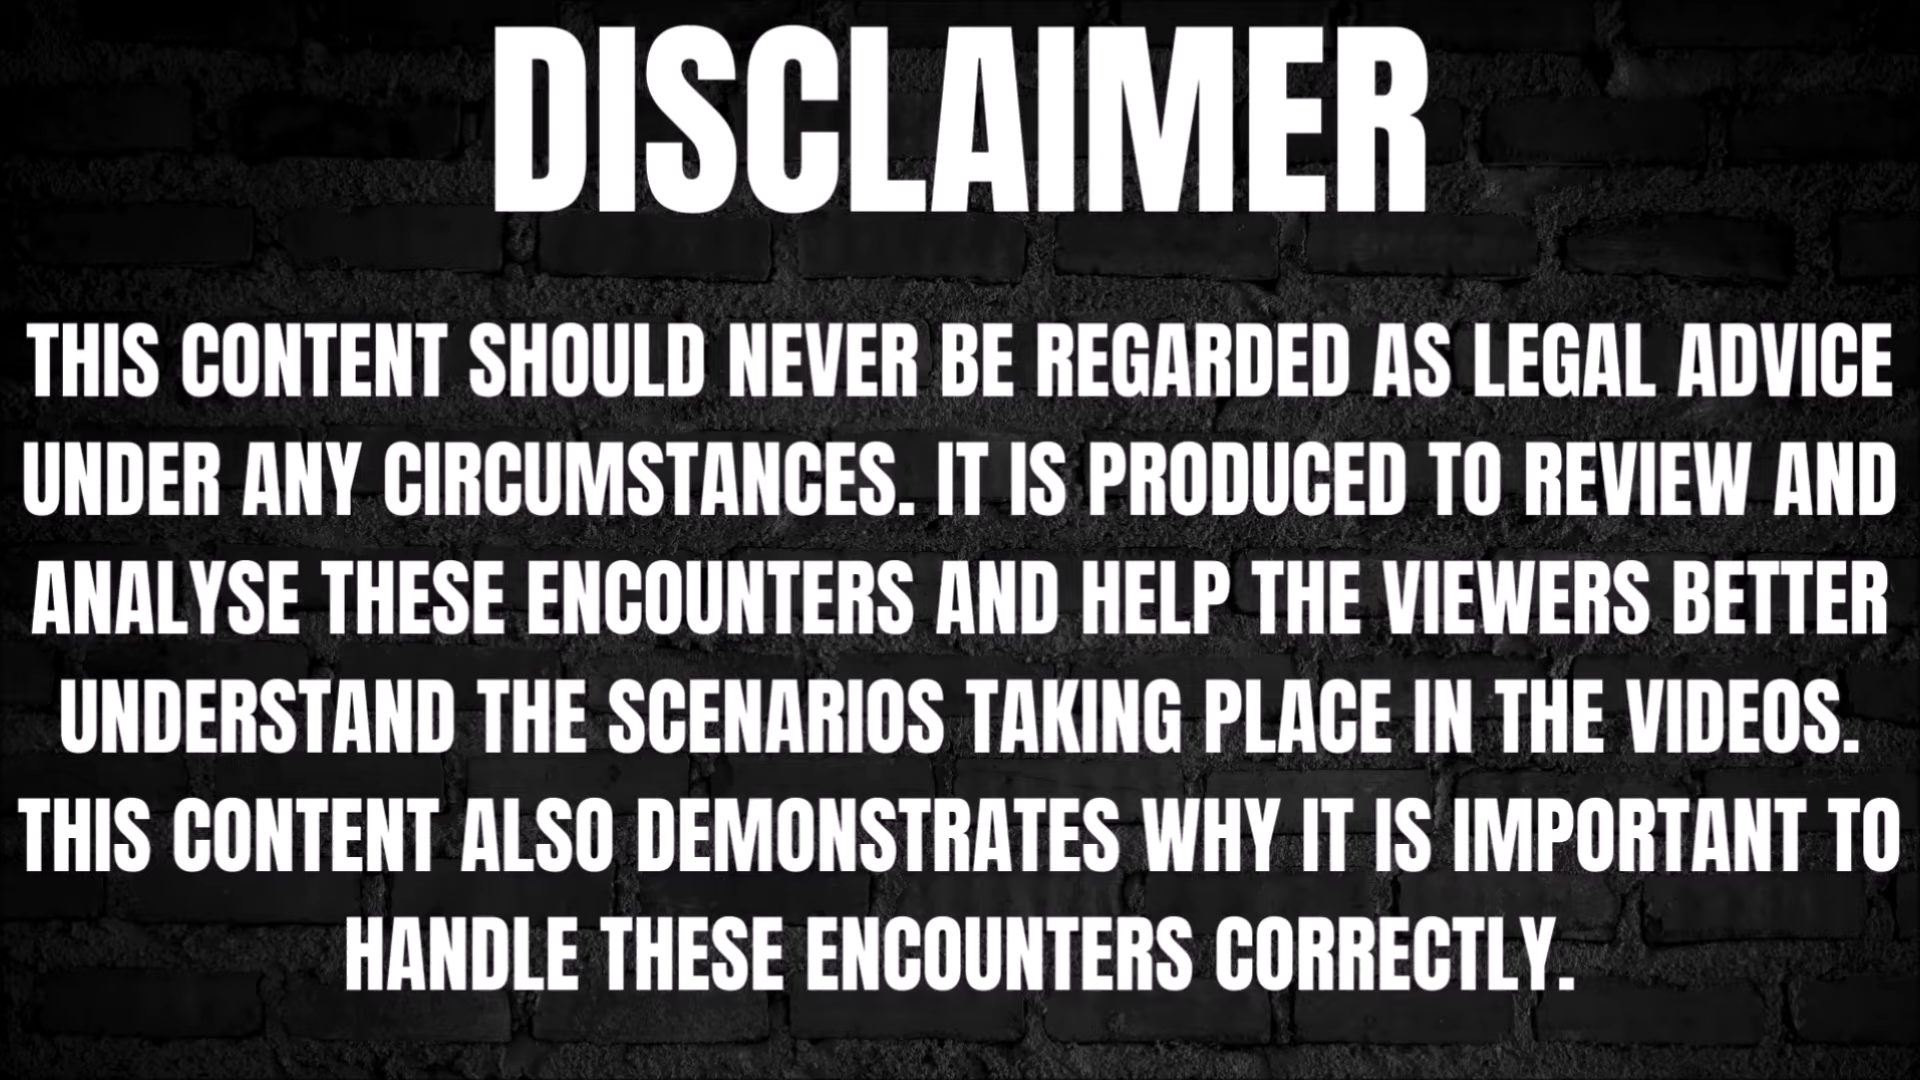 DISCLAIMER
THIS CONTENT SHOULD NEVER BE REGARDED AS LEGAL ADVICE
UNDER ANY CIRCUMSTANCES. IT IS PRODUCED TO REVIEW AND
ANALYSE THESE ENCOUNTERS AND HELP THE VIEWERS BETTER
UNDERSTAND THE SCENARIOS TAKING PLACE IN THE VIDEOS.
THIS CONTENT ALSO DEMONSTRATES WHY IT IS IMPORTANT TO
HANDLE THESE ENCOUNTERS CORRECTLY.